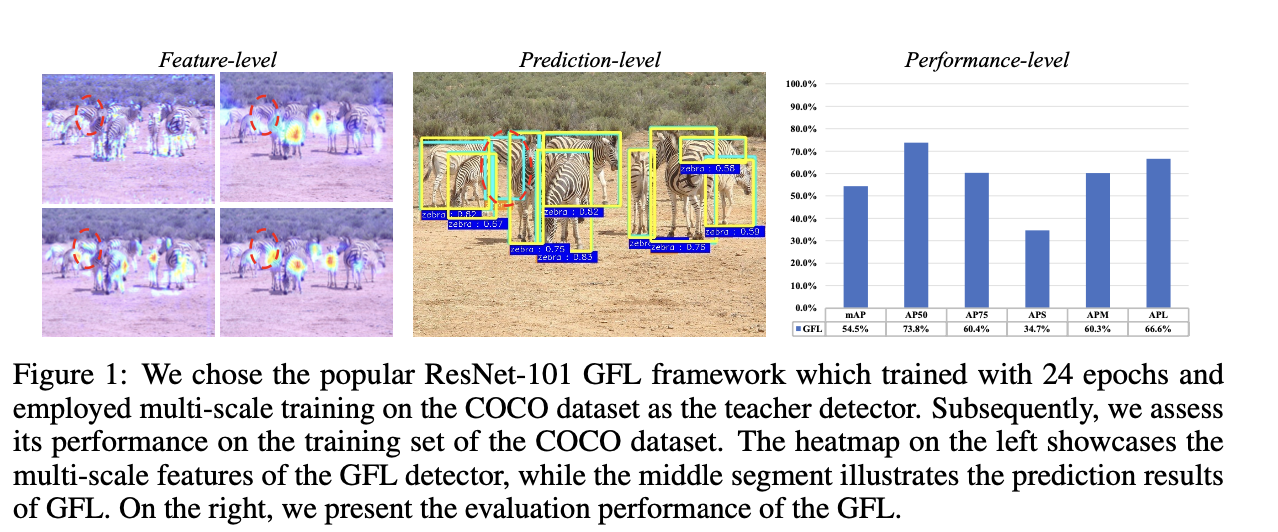 Feature-level
Prediction-level
Performance-level
100.0%
90.0%
80.0%
70.0%
60.0%
50.0%
40.0%
30.0%
20.0%
10.0%
0.0%
zebra : 0.58
zebra : 0.82
zebra : 0.82
zebra : 0.67
zebra : 0.59
zebra : 0.75
zebra : 0.76
zebra : 0.83
mAP AP50 AP75 APS APM APL
GFL 54.5% 73.8% 60.4% 34.7% 60.3% 66.6%
Figure 1: We chose the popular ResNet-101 GFL framework which trained with 24 epochs and
employed multi-scale training on the COCO dataset as the teacher detector. Subsequently, we assess
its performance on the training set of the COCO dataset. The heatmap on the left showcases the
multi-scale features of the GFL detector, while the middle segment illustrates the prediction results
of GFL. On the right, we present the evaluation performance of the GFL.